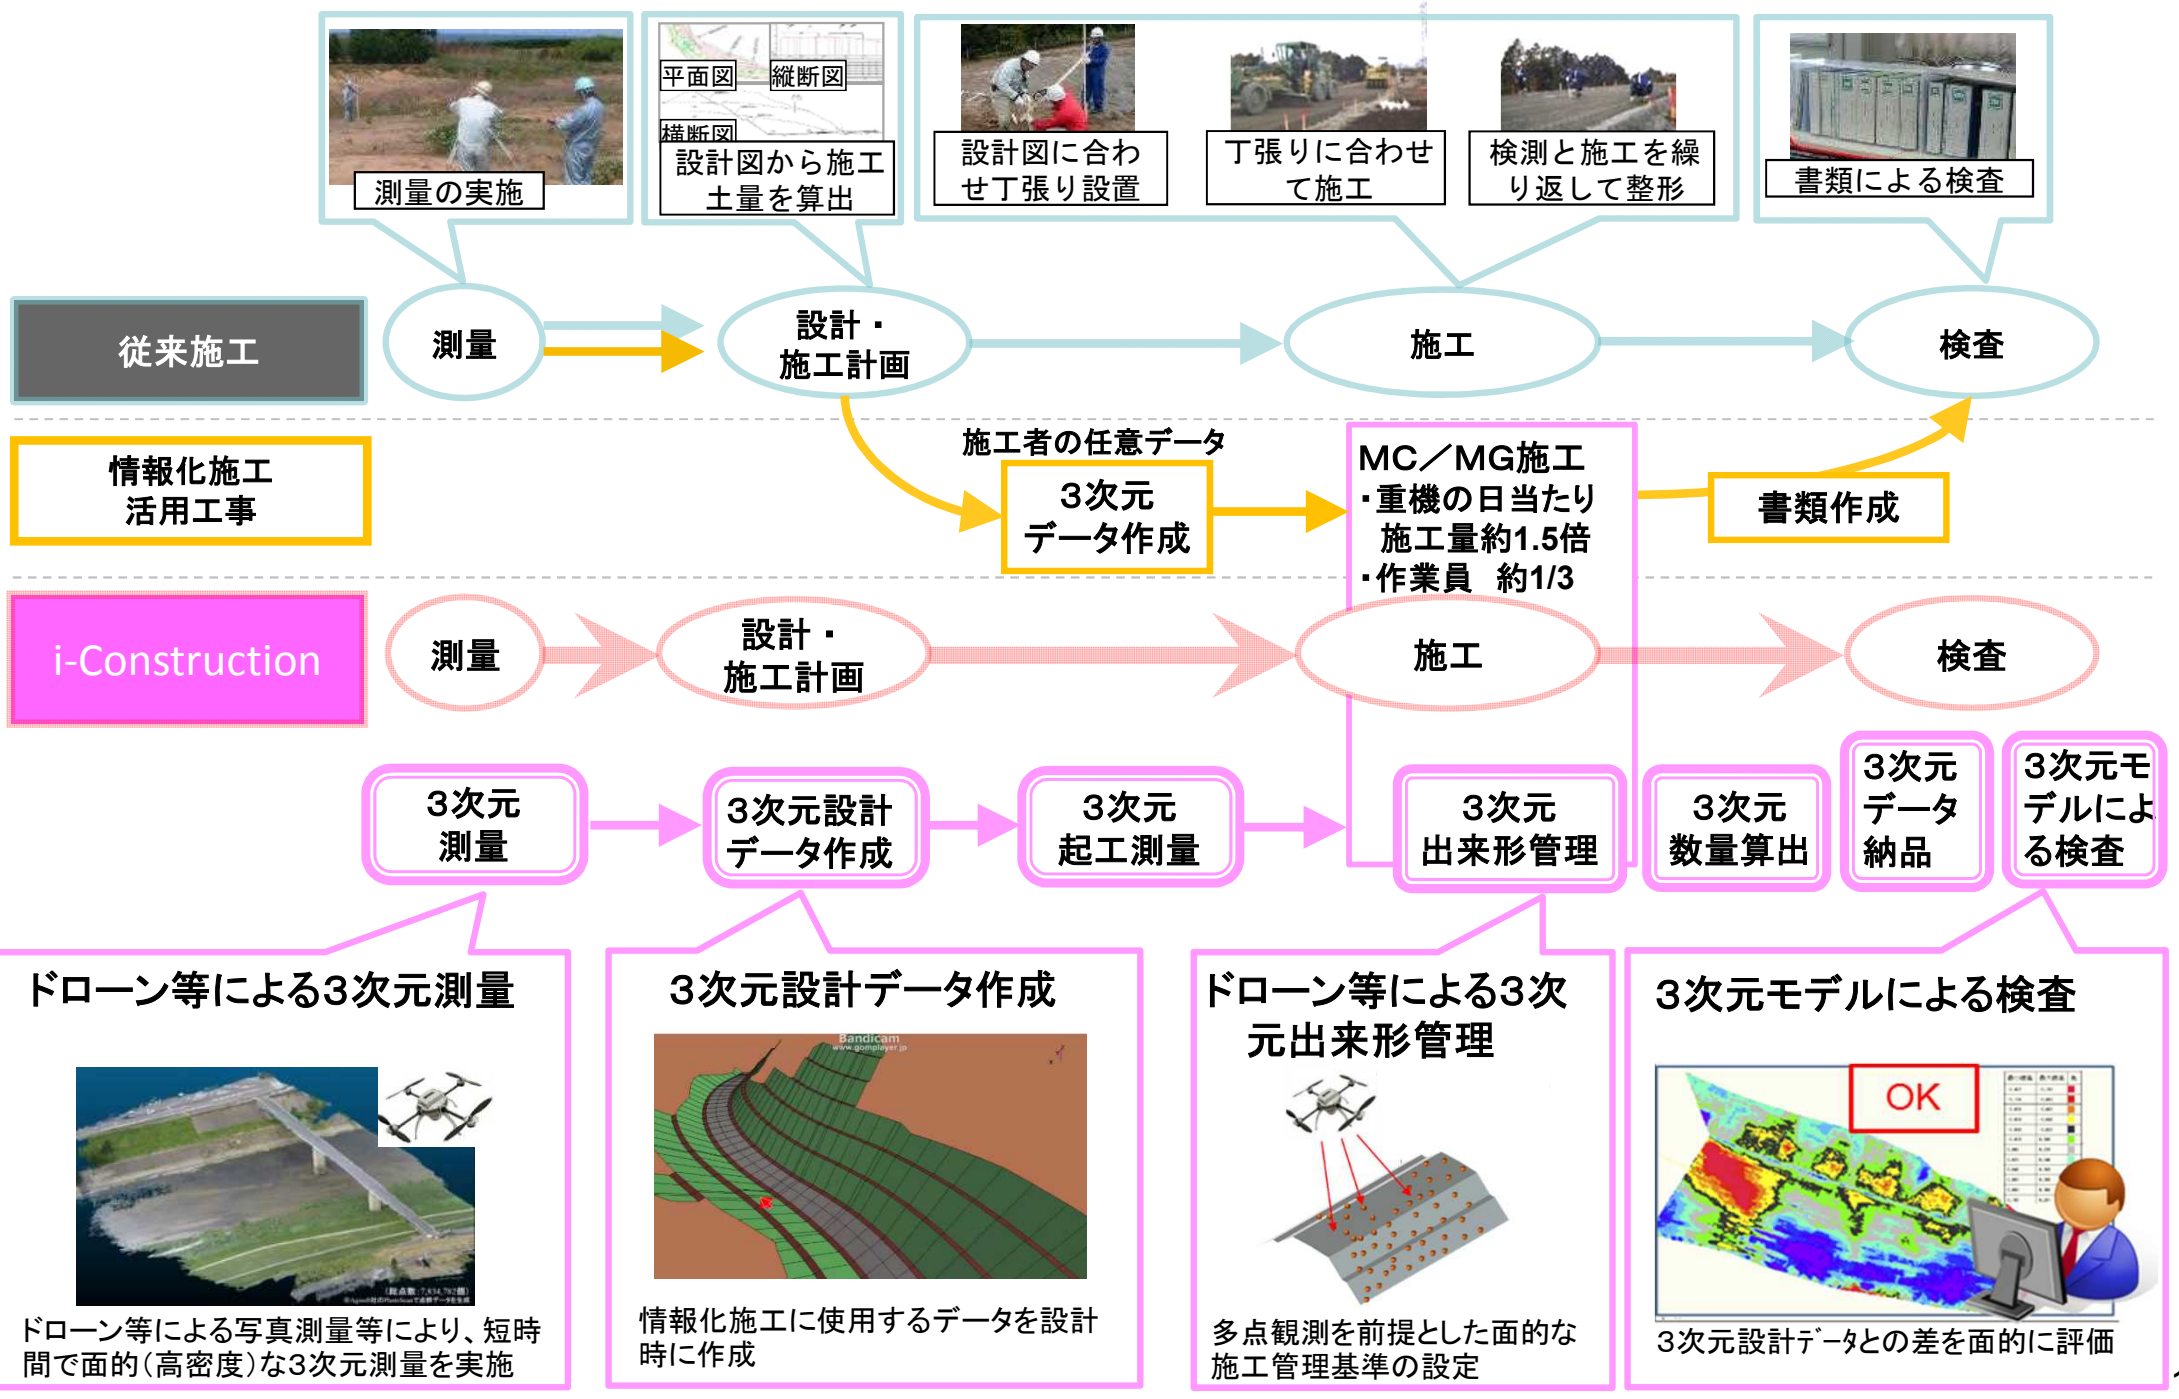 平面図
縦断図
横断図
測量の実施
設計図から施工
土量を算出
設計図に合わ
せ丁張り設置
丁張りに合わせ
て施工
検測と施工を繰
り返して整形
書類による検査
従来施工
測量
設計・
施工計画
施工
検査
情報化施工
活用工事
施工者の任意データ
3次元
データ作成
MC/MG施工
・重機の日当たり
施工量約1.5倍
・作業員 約1/3
書類作成
i-Construction
測量
設計・
施工計画
施工
検査
3次元
測量
3次元設計
データ作成
3次元
起工測量
3次元
出来形管理
3次元
数量算出
3次元
データ
納品
3次元モ
デルによ
る検査
ドローン等による3次元測量
(総点数:7,834,782個)
ドローン等による写真測量等により、短時
間で面的(高密度)な3次元測量を実施
3次元設計データ作成
Bandicam
www.gomplayer.jp
情報化施工に使用するデータを設計
時に作成
ドローン等による3次
元出来形管理
多点観測を前提とした面的な
施工管理基準の設定
3次元モデルによる検査
OK
3次元設計データとの差を面的に評価